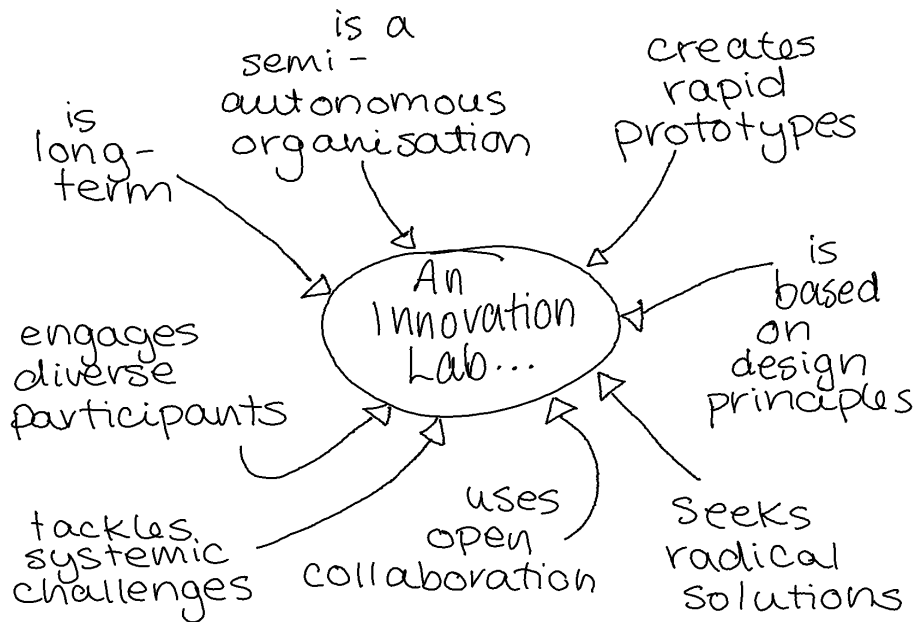 An
Innovation
Lab...
is a
semi-
autonomous
organisation
creates
rapid
prototypes
is
based
on
design
principles
seeks
radical
solutions
uses
open
collaboration
tackles
systemic
challenges
engages
diverse
participants
is
long-
term